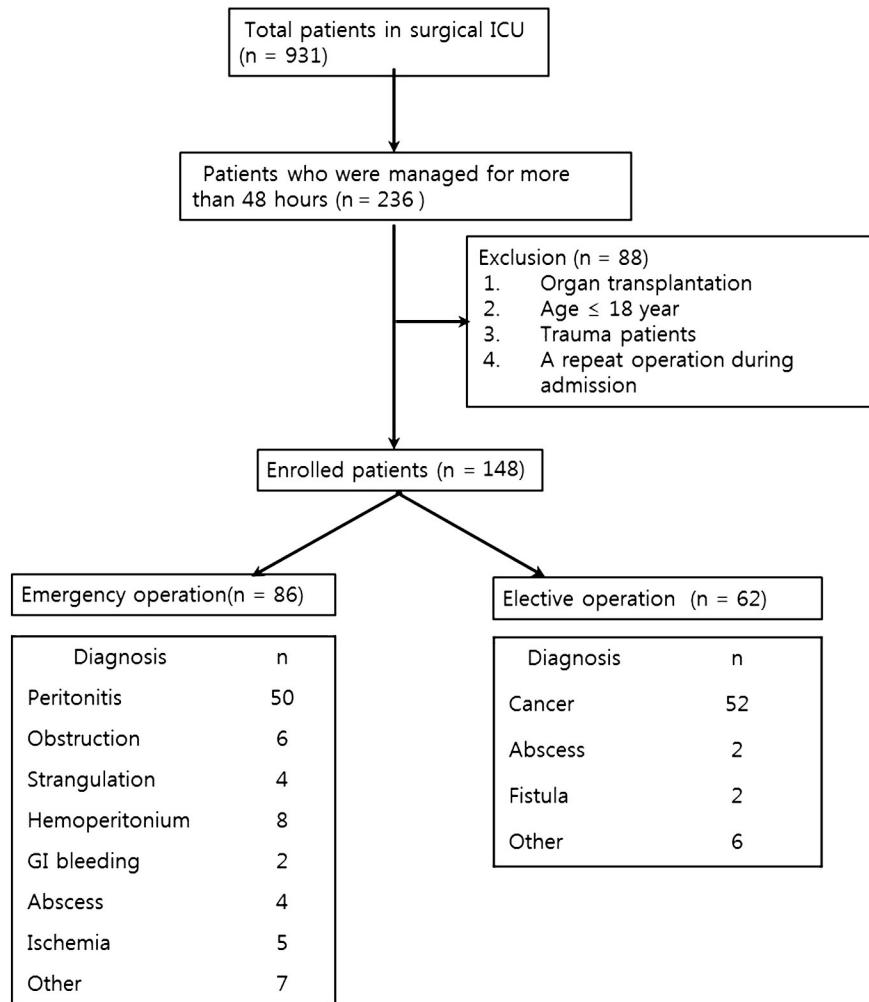 Total patients in surgical ICU
(n = 931)
Patients who were managed for more
than 48 hours (n = 236 )
Exclusion (n = 88)
1. Organ transplantation
2. Age ≤ 18 year
3. Trauma patients
4. A repeat operation during
admission
Enrolled patients (n = 148)
Emergency operation(n = 86)
Elective operation (n = 62)
Diagnosis n
Peritonitis 50
Obstruction 6
Strangulation 4
Hemoperitonium 8
GI bleeding 2
Abscess 4
Ischemia 5
Other 7
Diagnosis n
Cancer 52
Abscess 2
Fistula 2
Other 6